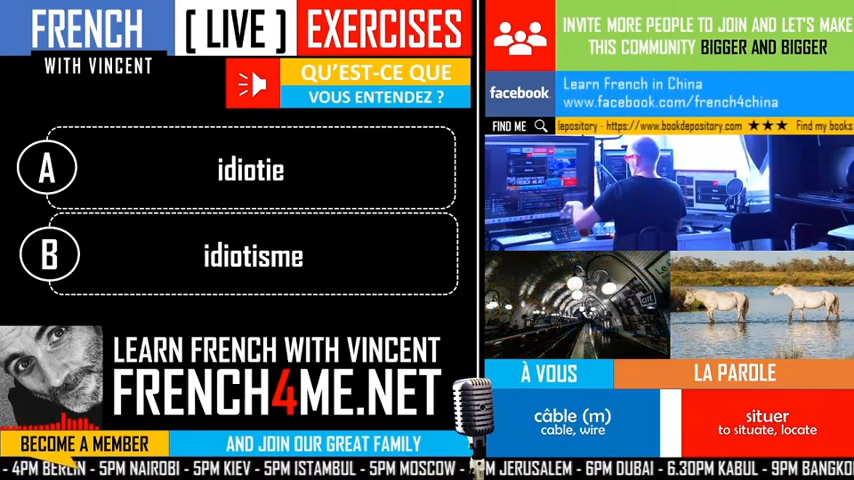 FRENCH
WITH VINCENT
[ LIVE ]
EXERCISES
QU'EST-CE QUE
VOUS ENTENDEZ ?
A
idiotie
B
idiotisme
LEARN FRENCH WITH VINCENT
FRENCH4ME.NET
BECOME A MEMBER
AND JOIN OUR GREAT FAMILY
INVITE MORE PEOPLE TO JOIN AND LET'S MAKE
THIS COMMUNITY BIGGER AND BIGGER
facebook
Learn French in China
www.facebook.com/french4china
FIND ME
depository - https://www.bookdepository.com ★★★ Find my books
CITÉ
À VOUS
LA PAROLE
câble (m)
cable, wire
situer
to situate, locate
- 4PM BERLIN - 5PM NAIROBI - 5PM KIEV - 5PM ISTAMBUL - 5PM MOSCOW - JERUSALEM - 6PM DUBAI - 6.30PM KABUL - 9PM BANGKO